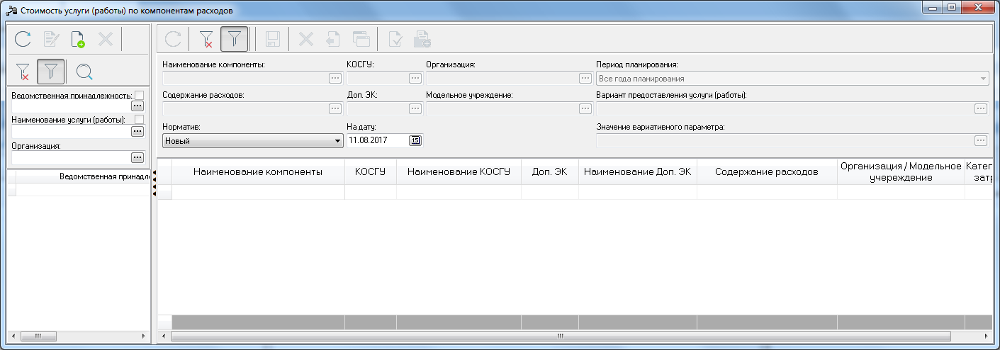 Стоимость услуги (работы) по компонентам расходов
Ведомственная принадлежность:
Наименование услуги (работы):
Организация:
Ведомственная принадл
Наименование компоненты:
КОСГУ:
Организация:
Период планирования:
Все года планирования
Содержание расходов:
Доп. ЭК:
Модельное учреждение:
Вариант предоставления услуги (работы):
Норматив:
На дату:
Значение вариативного параметра:
Новый
11.08.2017
15
Наименование компоненты
КОСГУ
Наименование КОСГУ
Доп. ЭК
Наименование Доп. ЭК
Содержание расходов
Организация / Модельное
учереждение
Катег
затр